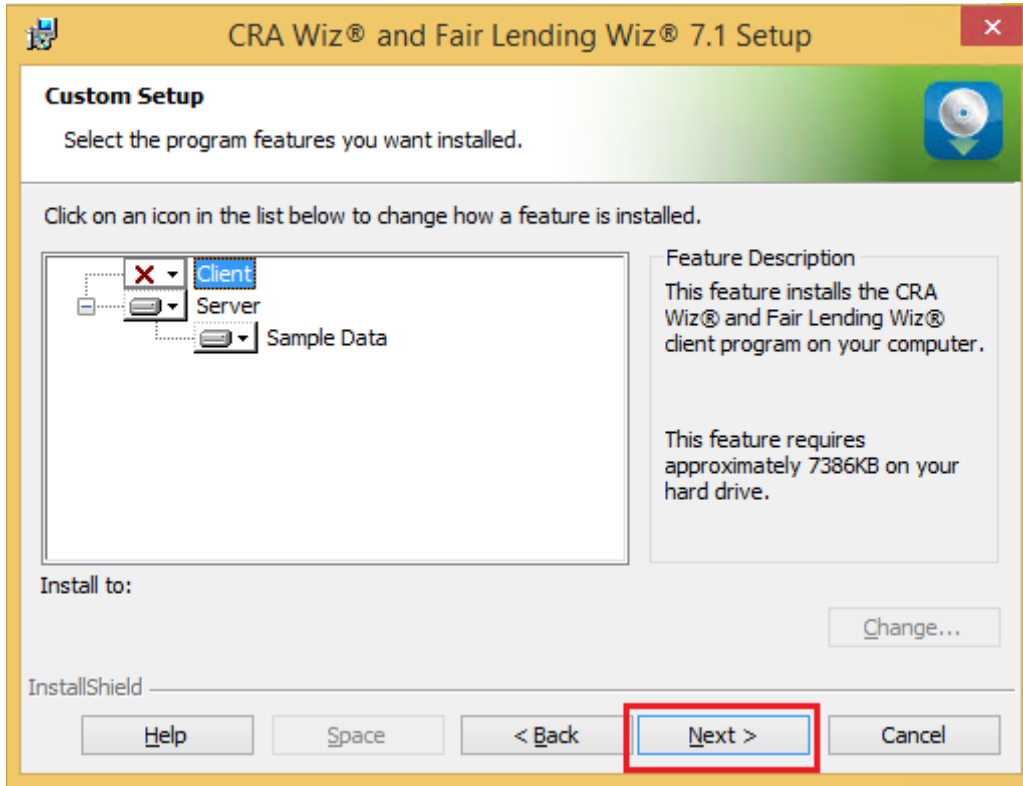 CRA Wiz® and Fair Lending Wiz® 7.1 Setup
Custom Setup
Select the program features you want installed.
Click on an icon in the list below to change how a feature is installed.
Client
Server
Sample Data
Feature Description
This feature installs the CRA
Wiz® and Fair Lending Wiz®
client program on your computer.
This feature requires
approximately 7386KB on your
hard drive.
Install to:
Change...
InstallShield
Help
Space
< Back
Next >
Cancel